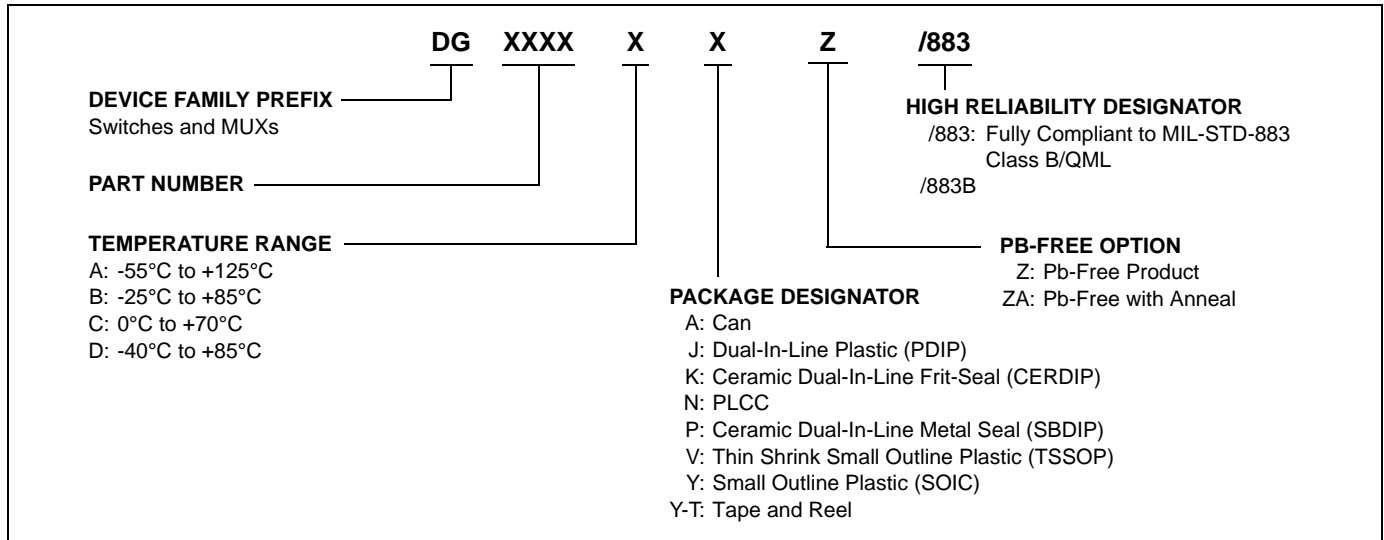 DG XXXX X X Z /883
DEVICE FAMILY PREFIX
Switches and MUXs
PART NUMBER
TEMPERATURE RANGE
A: -55°C to +125°C
B: -25°C to +85°C
C: 0°C to +70°C
D: -40°C to +85°C
PACKAGE DESIGNATOR
A: Can
J: Dual-In-Line Plastic (PDIP)
K: Ceramic Dual-In-Line Frit-Seal (CERDIP)
N: PLCC
P: Ceramic Dual-In-Line Metal Seal (SBDIP)
V: Thin Shrink Small Outline Plastic (TSSOP)
Y: Small Outline Plastic (SOIC)
Y-T: Tape and Reel
HIGH RELIABILITY DESIGNATOR
/883: Fully Compliant to MIL-STD-883
Class B/QML
/883B
PB-FREE OPTION
Z: Pb-Free Product
ZA: Pb-Free with Anneal